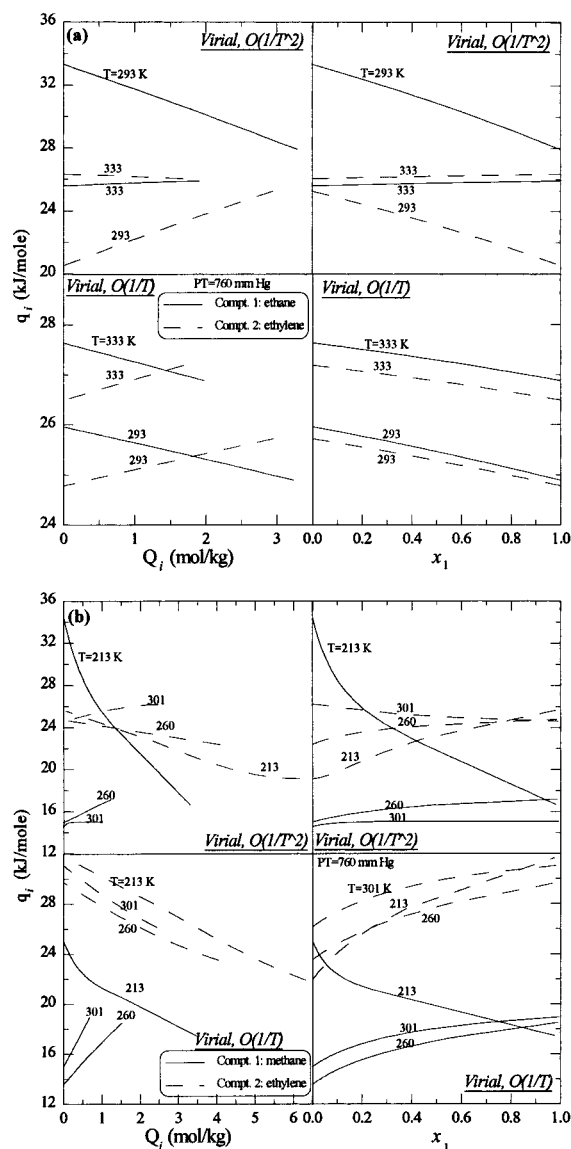 (a)
Virial, O(1/T^2)
Virial, O(1/T^2)
36
T=293 K
T=293 K
32
28
333
333
333
333
24
293
293
20
q_i (kJ/mole)
Virial, O(1/T)
PT=760 mm Hg
Virial, O(1/T)
Compt. 1: ethane
Compt. 2: ethylene
28
T=333 K
T=333 K
333
333
26
293
293
293
293
24
0 1 2 3
0.0 0.2 0.4 0.6 0.8 1.0
Q_i (mol/kg)
x_1
(b)
36
T=213 K
T=213 K
32
28
301
301
260
260
24
213
213
20
260
260
16
301
301
Virial, O(1/T^2)
Virial, O(1/T^2)
12
q_i (kJ/mole)
PT=760 mm Hg
T=213 K
T=301 K
28
301
213
260
260
24
213
213
20
301
260
301
260
16
Virial, O(1/T)
Compt. 1: methane
Compt. 2: ethylene
Virial, O(1/T)
12
0 1 2 3 4 5 6
0.0 0.2 0.4 0.6 0.8 1.0
Q_i (mol/kg)
x_1